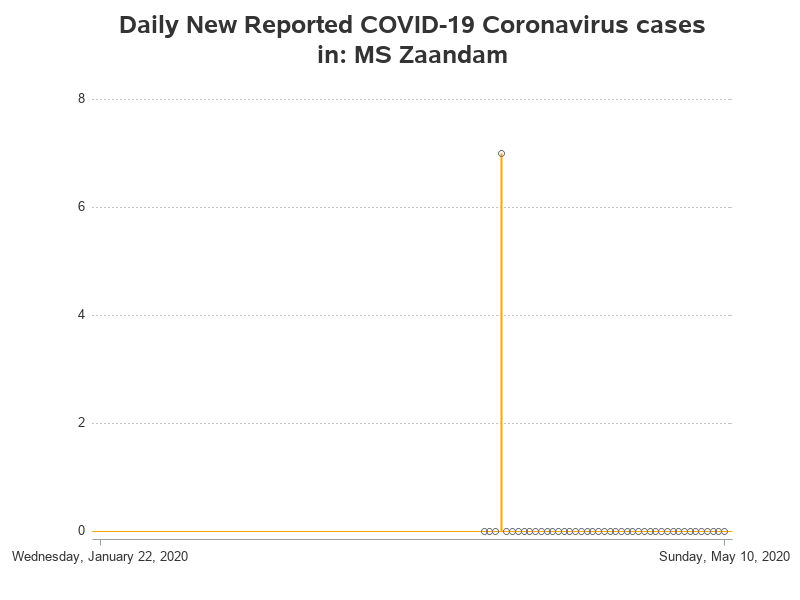 Daily New Reported COVID-19 Coronavirus cases
in: MS Zaandam
8
6
4
2
0
Wednesday, January 22, 2020
Sunday, May 10, 2020